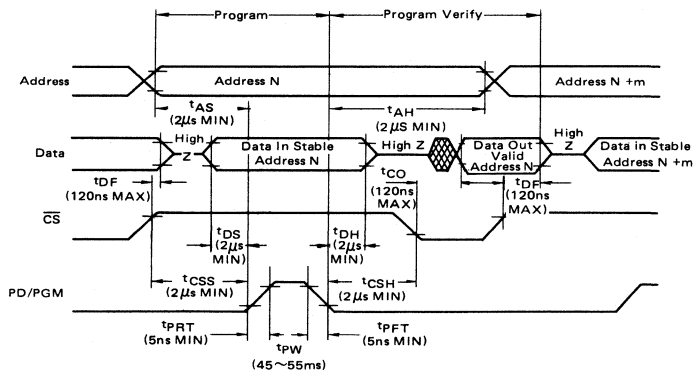 Program
Program Verify
Address
Address N
Address N +m
tAS
(2μs MIN)
tAH
(2μS MIN)
Data
High
Z
Data In Stable
Address N
High Z
Data Out
Valid
Address N
High
Z
Data in Stable
Address N +m
tDF
(120ns MAX)
tCO
(120ns
MAX)
tDF
(120ns
MAX)
CS
tDS
(2μs
MIN)
tDH
(2μs
MIN)
tCSS
(2μs MIN)
tCSH
(2μs MIN)
PD/PGM
tPRT
(5ns MIN)
tPW
(45~55ms)
tPFT
(5ns MIN)